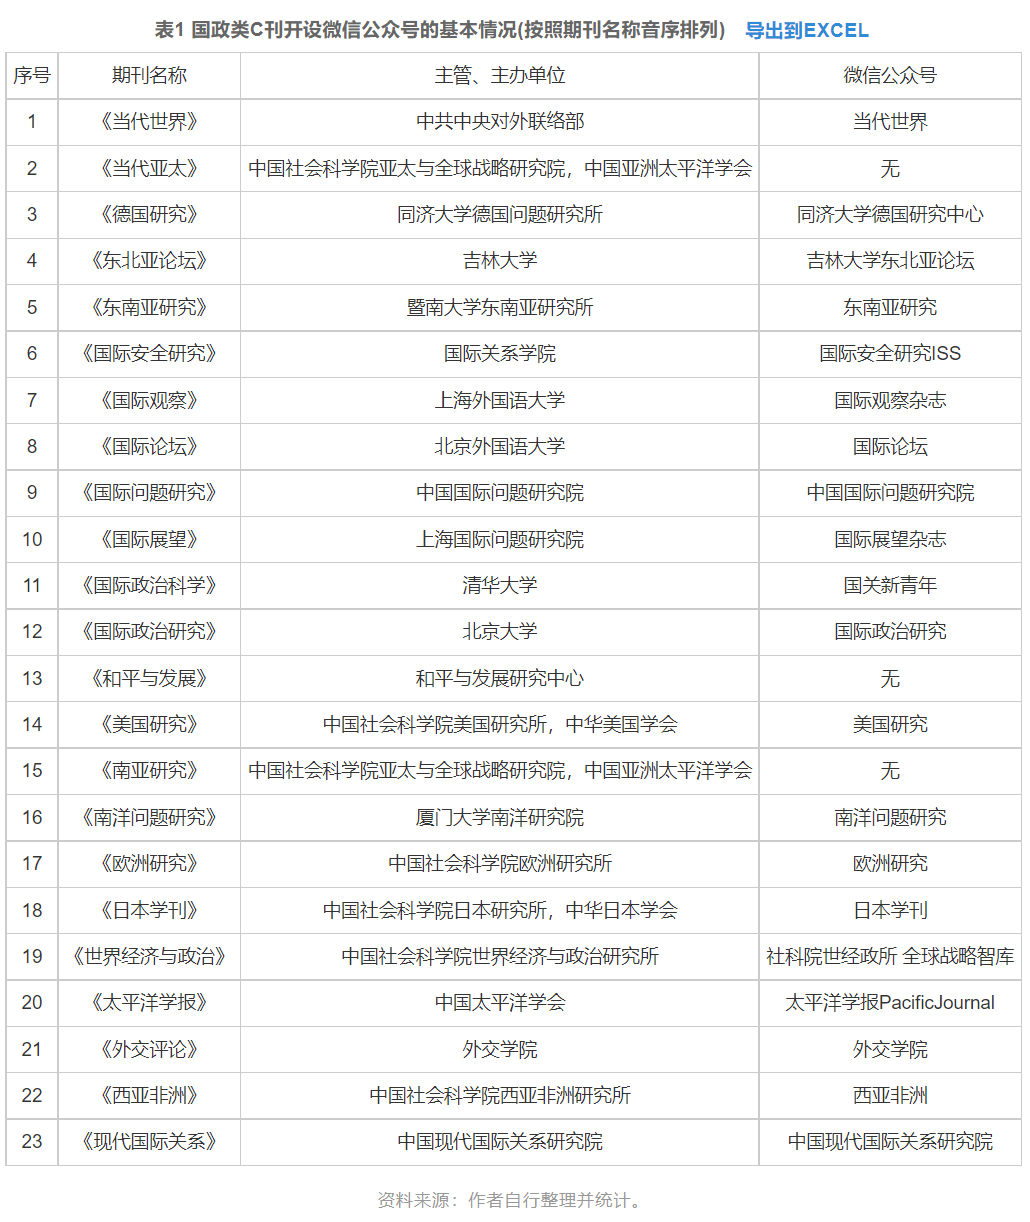 表1 国政类C刊开设微信公众号的基本情况(按照期刊名称音序排列) 导出到EXCEL
序号 期刊名称 主管、主办单位 微信公众号
1 《当代世界》 中共中央对外联络部 当代世界
2 《当代亚太》 中国社会科学院亚太与全球战略研究院，中国亚洲太平洋学会 无
3 《德国研究》 同济大学德国问题研究所 同济大学德国研究中心
4 《东北亚论坛》 吉林大学 吉林大学东北亚论坛
5 《东南亚研究》 暨南大学东南亚研究所 东南亚研究
6 《国际安全研究》 国际关系学院 国际安全研究ISS
7 《国际观察》 上海外国语大学 国际观察杂志
8 《国际论坛》 北京外国语大学 国际论坛
9 《国际问题研究》 中国国际问题研究院 中国国际问题研究院
10 《国际展望》 上海国际问题研究院 国际展望杂志
11 《国际政治科学》 清华大学 国关新青年
12 《国际政治研究》 北京大学 国际政治研究
13 《和平与发展》 和平与发展研究中心 无
14 《美国研究》 中国社会科学院美国研究所，中华美国学会 美国研究
15 《南亚研究》 中国社会科学院亚太与全球战略研究院，中国亚洲太平洋学会 无
16 《南洋问题研究》 厦门大学南洋研究院 南洋问题研究
17 《欧洲研究》 中国社会科学院欧洲研究所 欧洲研究
18 《日本学刊》 中国社会科学院日本研究所，中华日本学会 日本学刊
19 《世界经济与政治》 中国社会科学院世界经济与政治研究所 社科院世经政所 全球战略智库
20 《太平洋学报》 中国太平洋学会 太平洋学报PacificJournal
21 《外交评论》 外交学院 外交学院
22 《西亚非洲》 中国社会科学院西亚非洲研究所 西亚非洲
23 《现代国际关系》 中国现代国际关系研究院 中国现代国际关系研究院
资料来源：作者自行整理并统计。